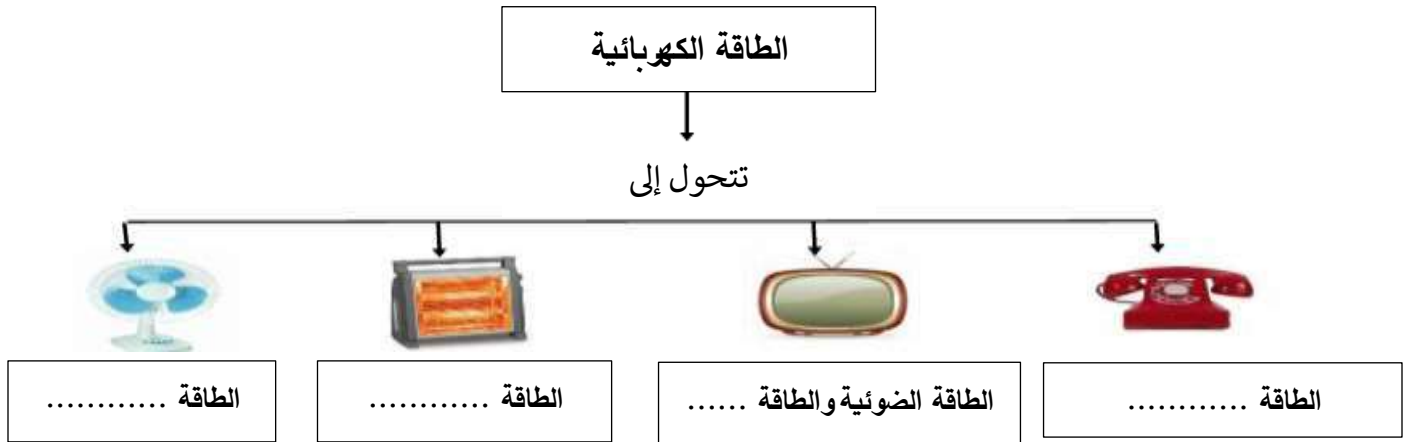 الطاقة الكهربائية
تتحول إلى
الطاقة ............
الطاقة الضوئية والطاقة ......
الطاقة ............
الطاقة ............